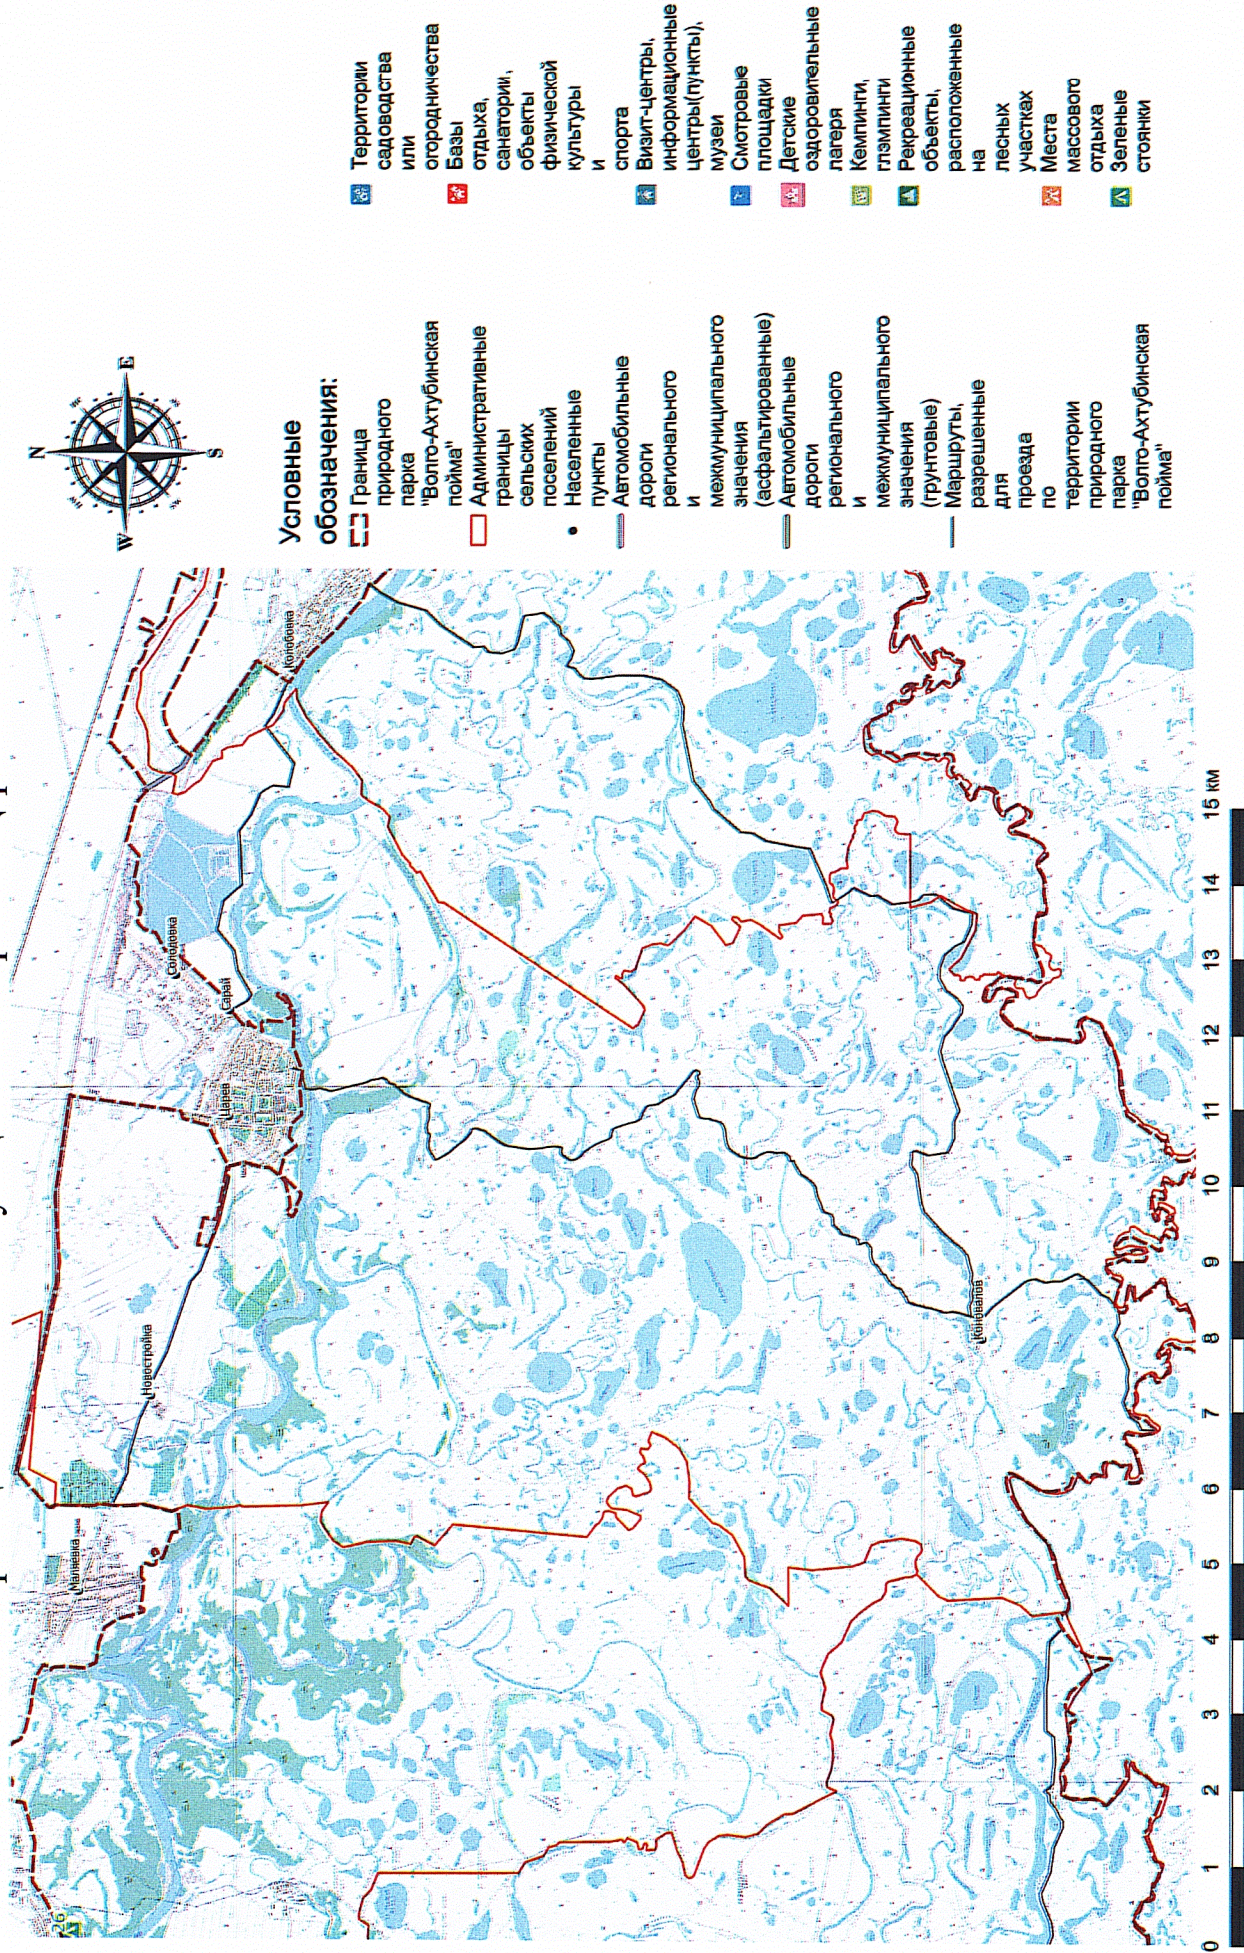 N
W
E
S
Условные
обозначения:
Граница
природного
парка
"Волго-Ахтубинская
пойма"
Административные
границы
сельских
поселений
Населенные
пункты
Автомобильные
дороги
регионального
и
межмуниципального
значения
(асфальтированные)
Автомобильные
дороги
регионального
и
межмуниципального
значения
(грунтовые)
Маршруты,
разрешенные
для
проезда
по
территории
природного
парка
"Волго-Ахтубинская
пойма"
Территории
садоводства
или
огородничества
Базы
отдыха,
санатории,
объекты
физической
культуры
и
спорта
Визит-центры,
информационные
центры(пункты),
музеи
Смотровые
площадки
Детские
оздоровительные
лагеря
Кемпинги,
глэмпинги
Рекреационные
объекты,
расположенные
на
лесных
участках
Места
массового
отдыха
Зеленые
стоянки
Маляевка
Новостройка
Царев
Сарай
Солодовка
Колобовка
Коновалов
26
0 1 2 3 4 5 6 7 8 9 10 11 12 13 14 15 км